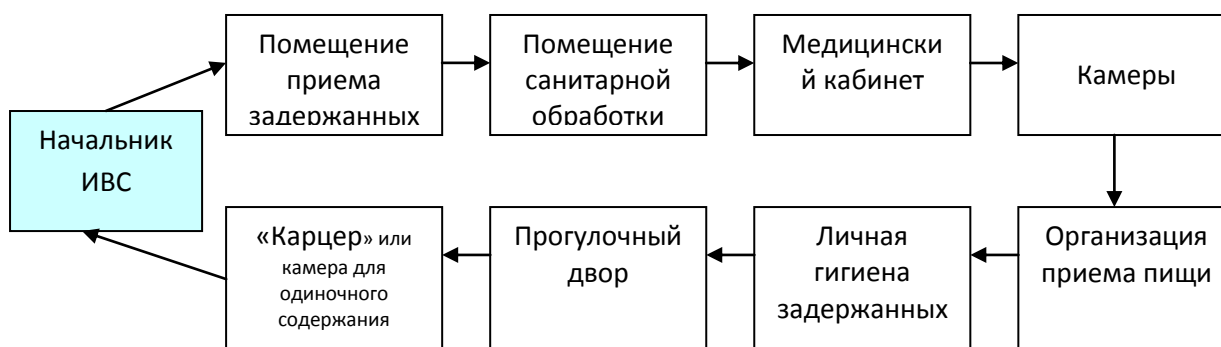 Помещение
приема
задержанных
Помещение
санитарной
обработки
Медицински
й кабинет
Камеры
Начальник
ИВС
«Карцер» или
камера для
одиночного
содержания
Прогулочный
двор
Личная
гигиена
задержанных
Организация
приема пищи